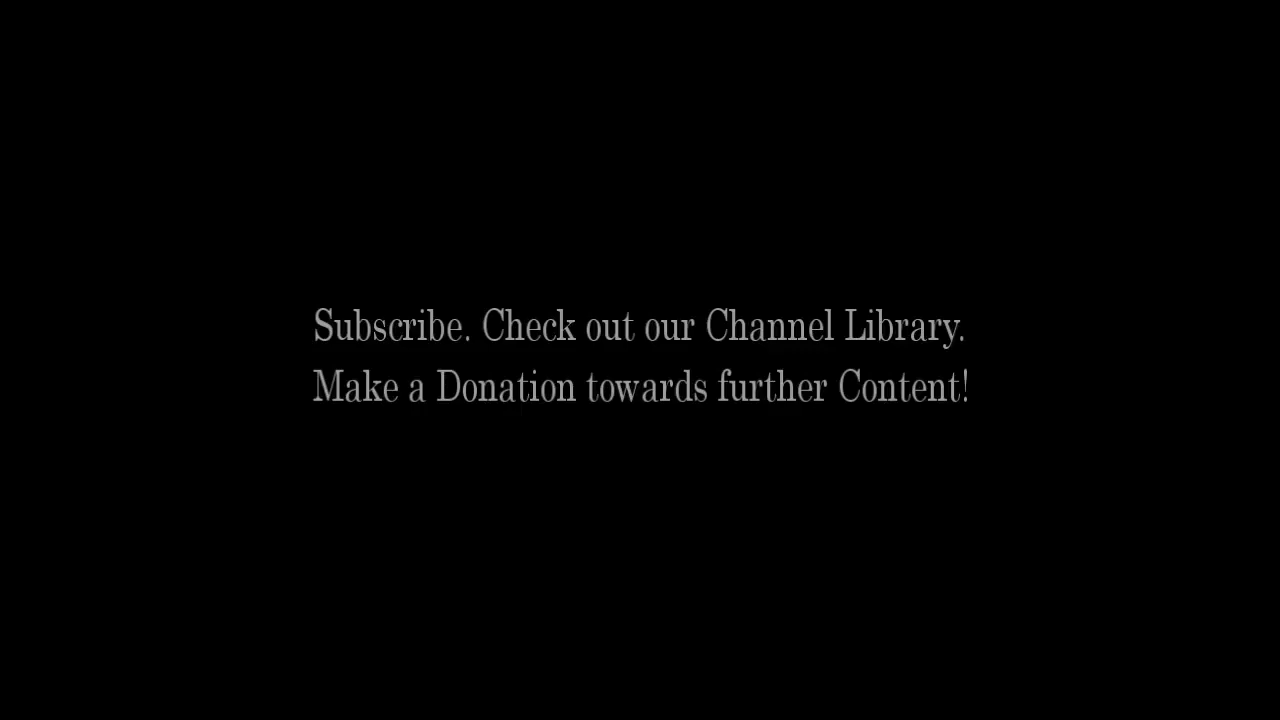 Subscribe. Check out our Channel Library.
Make a Donation towards further Content!